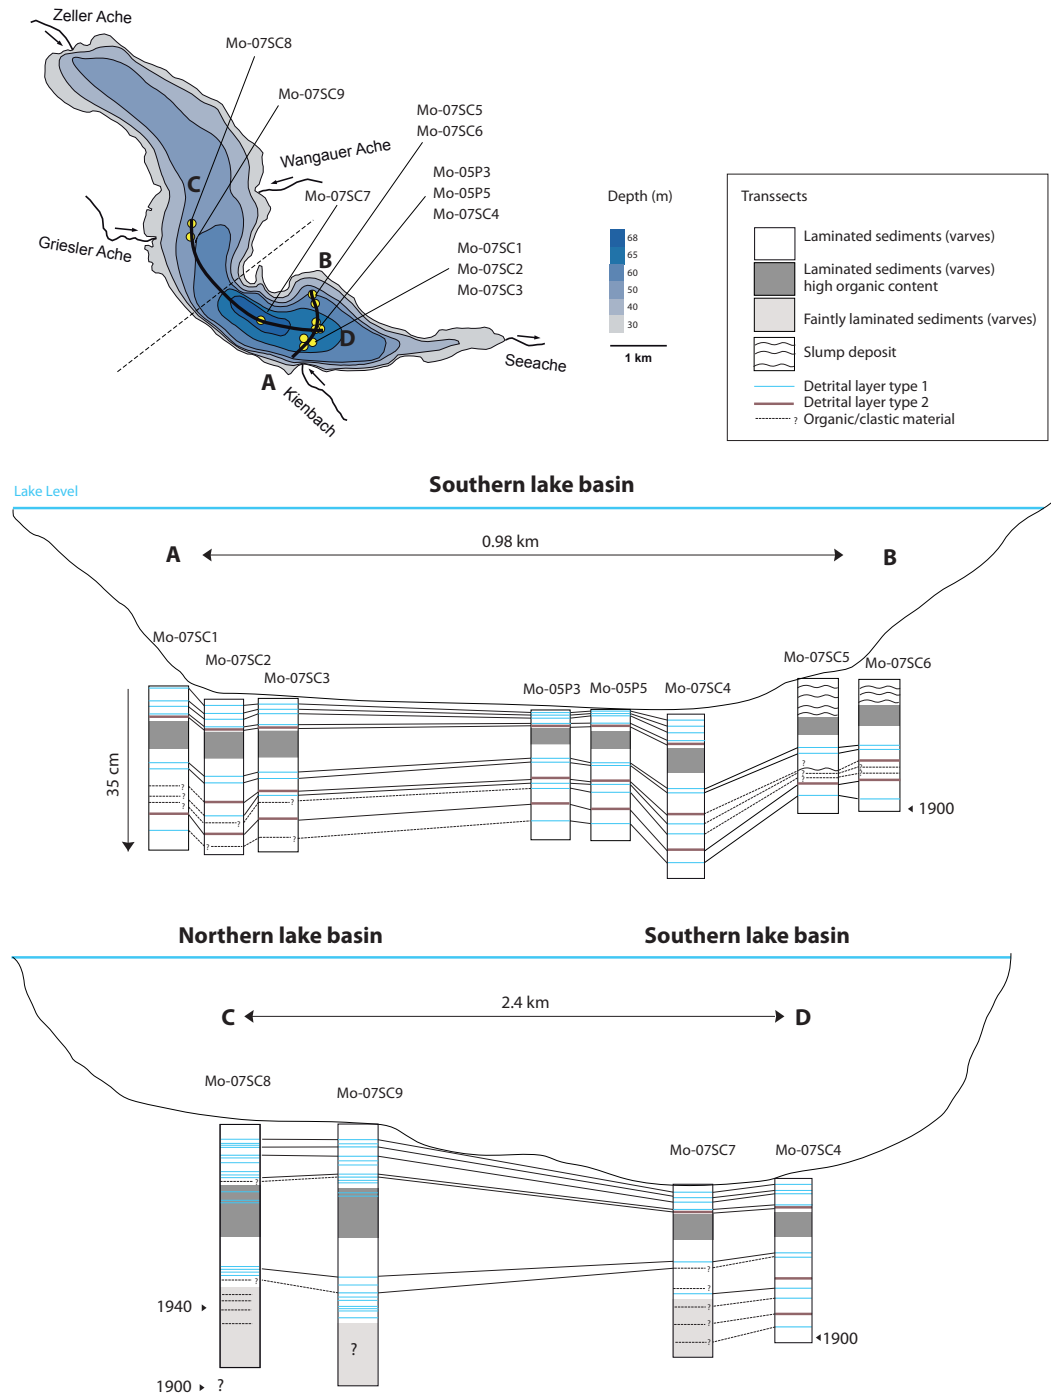 Zeller Ache
Mo-07SC8
Mo-07SC9
Mo-07SC5
Mo-07SC6
Wangauer Ache
Mo-05P3
Mo-05P5
Mo-07SC4
Mo-07SC7
C
Griesler Ache
B
Mo-07SC1
Mo-07SC2
Mo-07SC3
D
A
Seeache
Kienbach
Depth (m)
68
65
60
50
40
30
1 km
Transsects
Laminated sediments (varves)
Laminated sediments (varves)
high organic content
Faintly laminated sediments (varves)
Slump deposit
Detrital layer type 1
Detrital layer type 2
? Organic/clastic material
Lake Level
Southern lake basin
A
0.98 km
B
Mo-07SC1
Mo-07SC2
Mo-07SC3
Mo-05P3
Mo-05P5
Mo-07SC4
Mo-07SC5
Mo-07SC6
35 cm
?
?
?
?
?
?
?
?
?
?
1900
Northern lake basin
Southern lake basin
C
2.4 km
D
Mo-07SC8
Mo-07SC9
Mo-07SC7
Mo-07SC4
?
?
?
?
?
?
?
?
1940
1900
?
1900